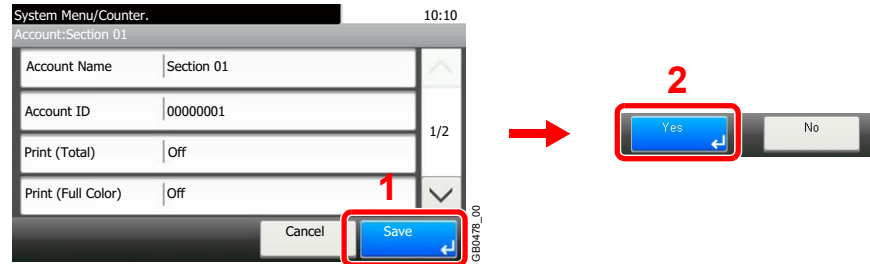 System Menu/Counter. 10:10
Account:Section 01
Account Name Section 01
Account ID 00000001
1/2
Print (Total) Off
Print (Full Color) Off
1
Cancel Save
GB0478_00
2
Yes No